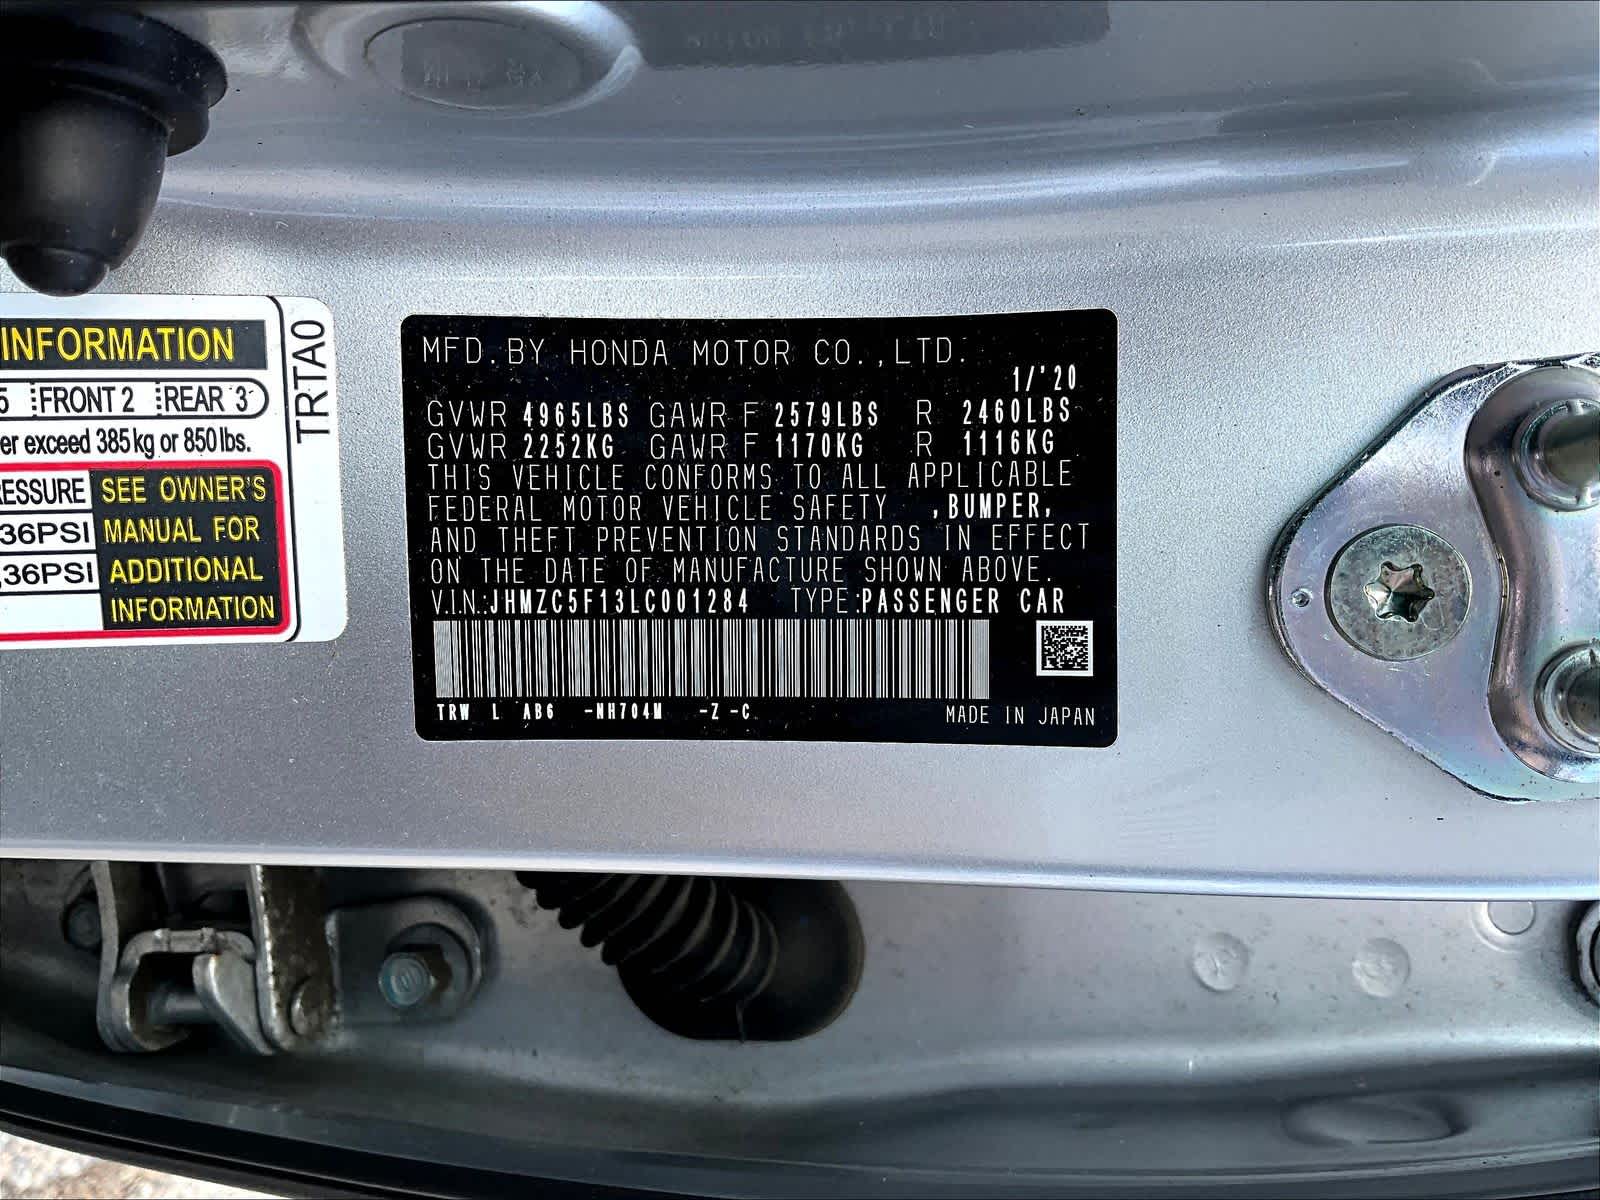 INFORMATION
5 FRONT 2 REAR 3
er exceed 385 kg or 850 lbs.
RESSURE SEE OWNER'S
36PSI MANUAL FOR
,36PSI ADDITIONAL
INFORMATION
TRTA0
MFD. BY HONDA MOTOR CO.,LTD.
1/'20
GVWR 4965LBS GAWR F 2579LBS R 2460LBS
GVWR 2252KG GAWR F 1170KG R 1116KG
THIS VEHICLE CONFORMS TO ALL APPLICABLE
FEDERAL MOTOR VEHICLE SAFETY ,BUMPER,
AND THEFT PREVENTION STANDARDS IN EFFECT
ON THE DATE OF MANUFACTURE SHOWN ABOVE.
V.I.N.:JHMZC5F13LC001284 TYPE:PASSENGER CAR
TRW L AB6 -NH704M -Z -C MADE IN JAPAN